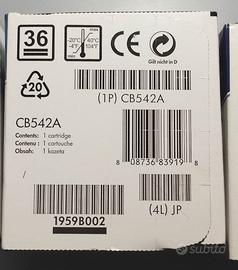 36
-20°C
-4°F
40°C
104°F
max
CE
Gilt nicht in D
20
(1P) CB542A
CB542A
Contents: 1 cartridge
Contenu: 1 cartouche
Obsah: 1 kazeta
8 08736 83919 8
1959B002
(4L) JP
subito